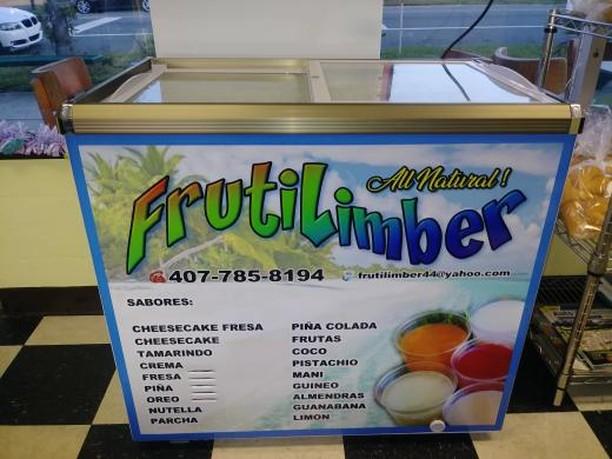 All Natural!
FrutiLimber
407-785-8194
frutilimber44@yahoo.com
SABORES:
CHEESECAKE FRESA
CHEESECAKE
TAMARINDO
CREMA
FRESA
PIÑA
OREO
NUTELLA
PARCHA
PIÑA COLADA
FRUTAS
COCO
PISTACHIO
MANI
GUINEO
ALMENDRAS
GUANABANA
LIMON